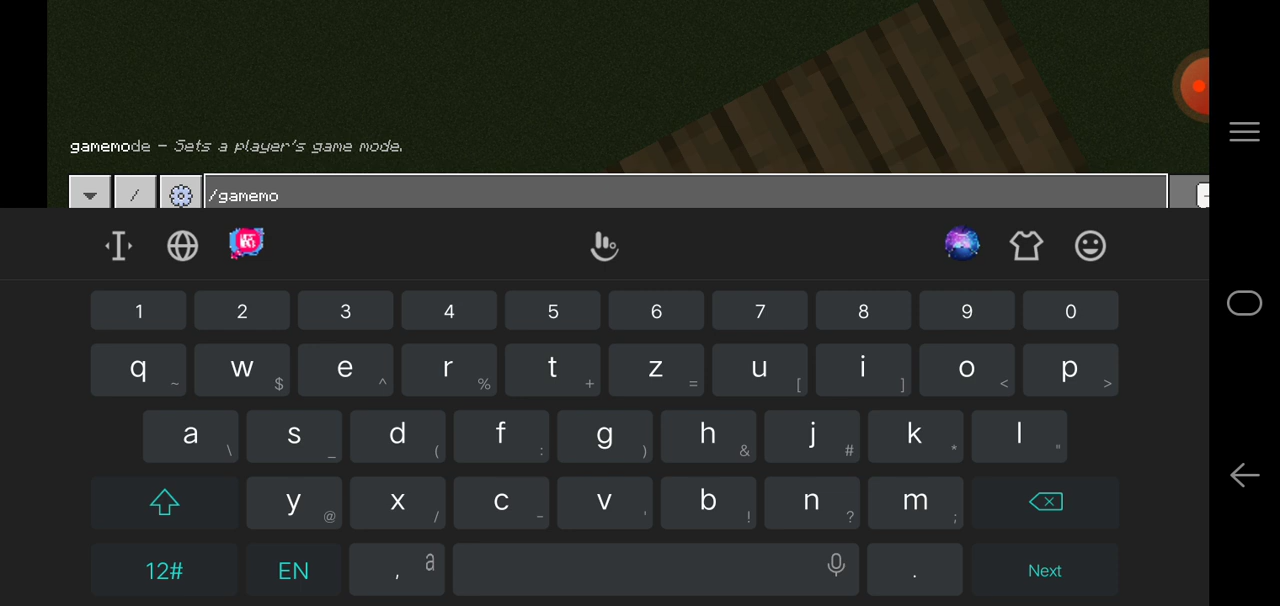 gamemode – Sets a player's game mode.
/ /gamemo
1 2 3 4 5 6 7 8 9 0
q ~ w $ e ^ r % t + z = u [ i ] o < p >
a \ s _ d ( f : g ) h & j # k * l "
y @ x / c - v ' b ! n ? m ;
12# EN , a . Next